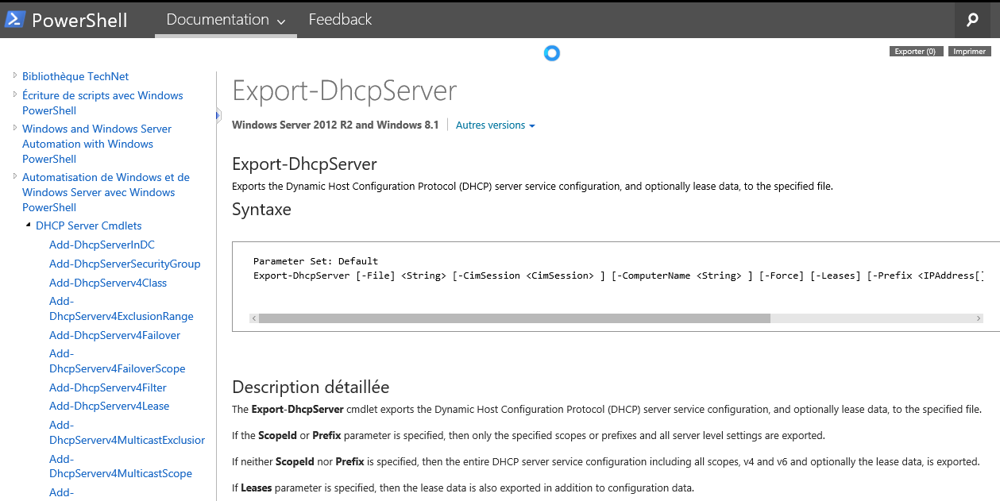 PowerShell
Documentation
Feedback
Exporter (0)
Imprimer
Bibliothèque TechNet
Écriture de scripts avec Windows
PowerShell
Windows and Windows Server
Automation with Windows
PowerShell
Automatisation de Windows et de
Windows Server avec Windows
PowerShell
DHCP Server Cmdlets
Add-DhcpServerInDC
Add-DhcpServerSecurityGroup
Add-DhcpServerv4Class
Add-
DhcpServerv4ExclusionRange
Add-DhcpServerv4Failover
Add-
DhcpServerv4FailoverScope
Add-DhcpServerv4Filter
Add-DhcpServerv4Lease
Add-
DhcpServerv4MulticastExclusior
Add-
DhcpServerv4MulticastScope
Add-
Export-DhcpServer
Windows Server 2012 R2 and Windows 8.1
Autres versions
Export-DhcpServer
Exports the Dynamic Host Configuration Protocol (DHCP) server service configuration, and optionally lease data, to the specified file.
Syntaxe
Parameter Set: Default
Export-DhcpServer [-File] <String> [-CimSession <CimSession> ] [-ComputerName <String> ] [-Force] [-Leases] [-Prefix <IPAddress[]
Description détaillée
The Export-DhcpServer cmdlet exports the Dynamic Host Configuration Protocol (DHCP) server service configuration, and optionally lease data, to the specified file.
If the ScopeId or Prefix parameter is specified, then only the specified scopes or prefixes and all server level settings are exported.
If neither ScopeId nor Prefix is specified, then the entire DHCP server service configuration including all scopes, v4 and v6 and optionally the lease data, is exported.
If Leases parameter is specified, then the lease data is also exported in addition to configuration data.